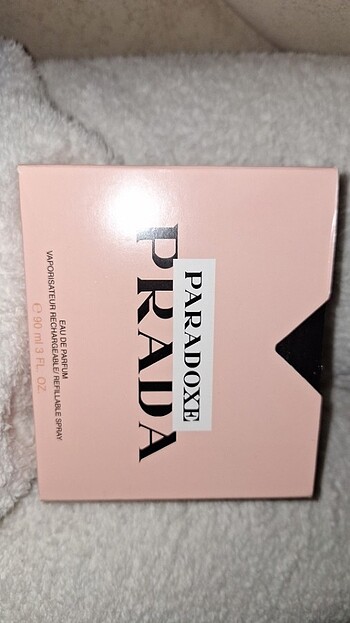 PARADOXE
PRADA
EAU DE PARFUM
VAPORISATEUR RECHARGEABLE/ REFILLABLE SPRAY
℮ 90 ml 3 FL. OZ.